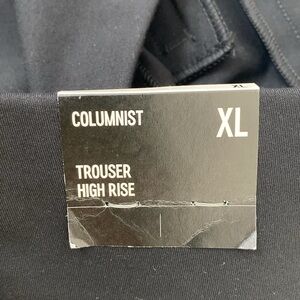 COLUMNIST XL
TROUSER
HIGH RISE